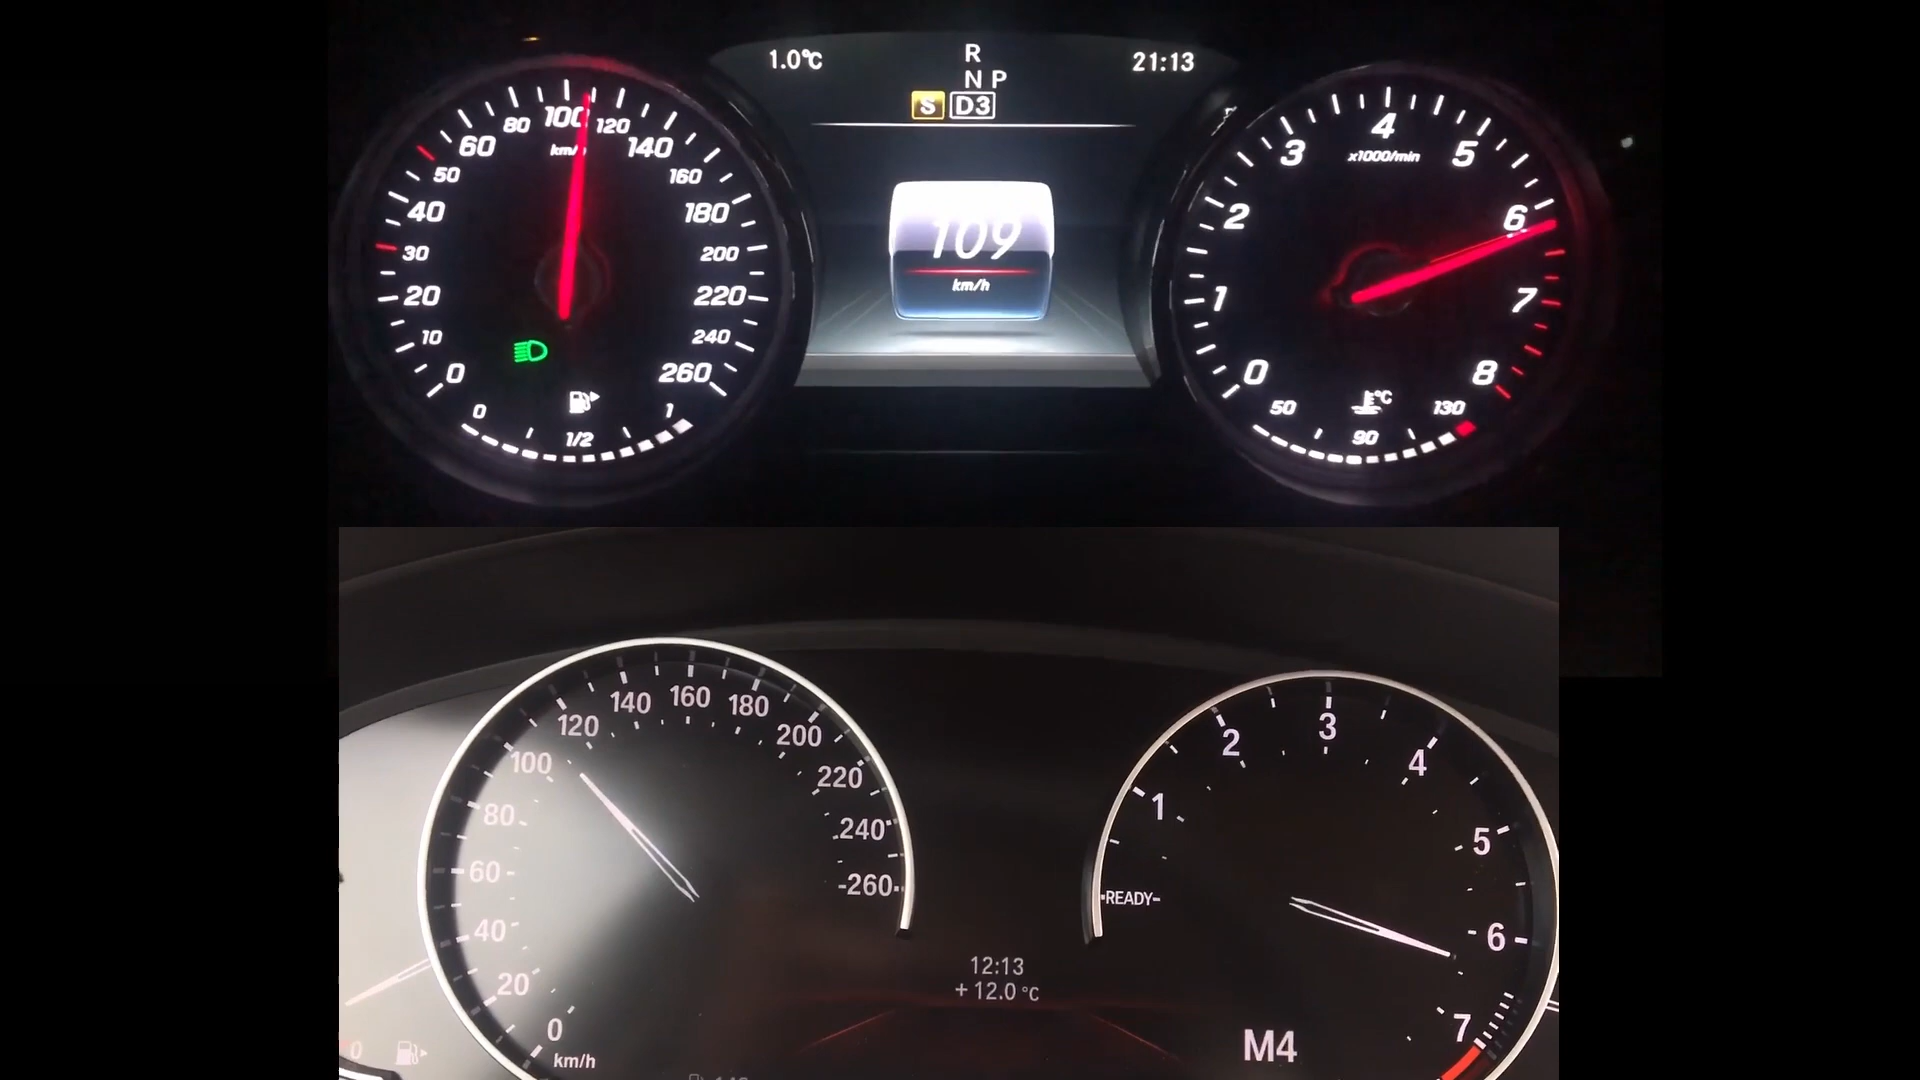 1.0℃
R
21:13
N P
S D3
0 10 20 30 40 50 60 80 100 120 140 160 180 200 220 240 260
km/h
0 1/2 1
109
km/h
0 1 2 3 4 5 6 7 8
x1000/min
°C
50 90 130
0 20 40 60 80 100 120 140 160 180 200 220 240 260
km/h
0
12:13
+ 12.0 °C
READY 1 2 3 4 5 6 7
M4